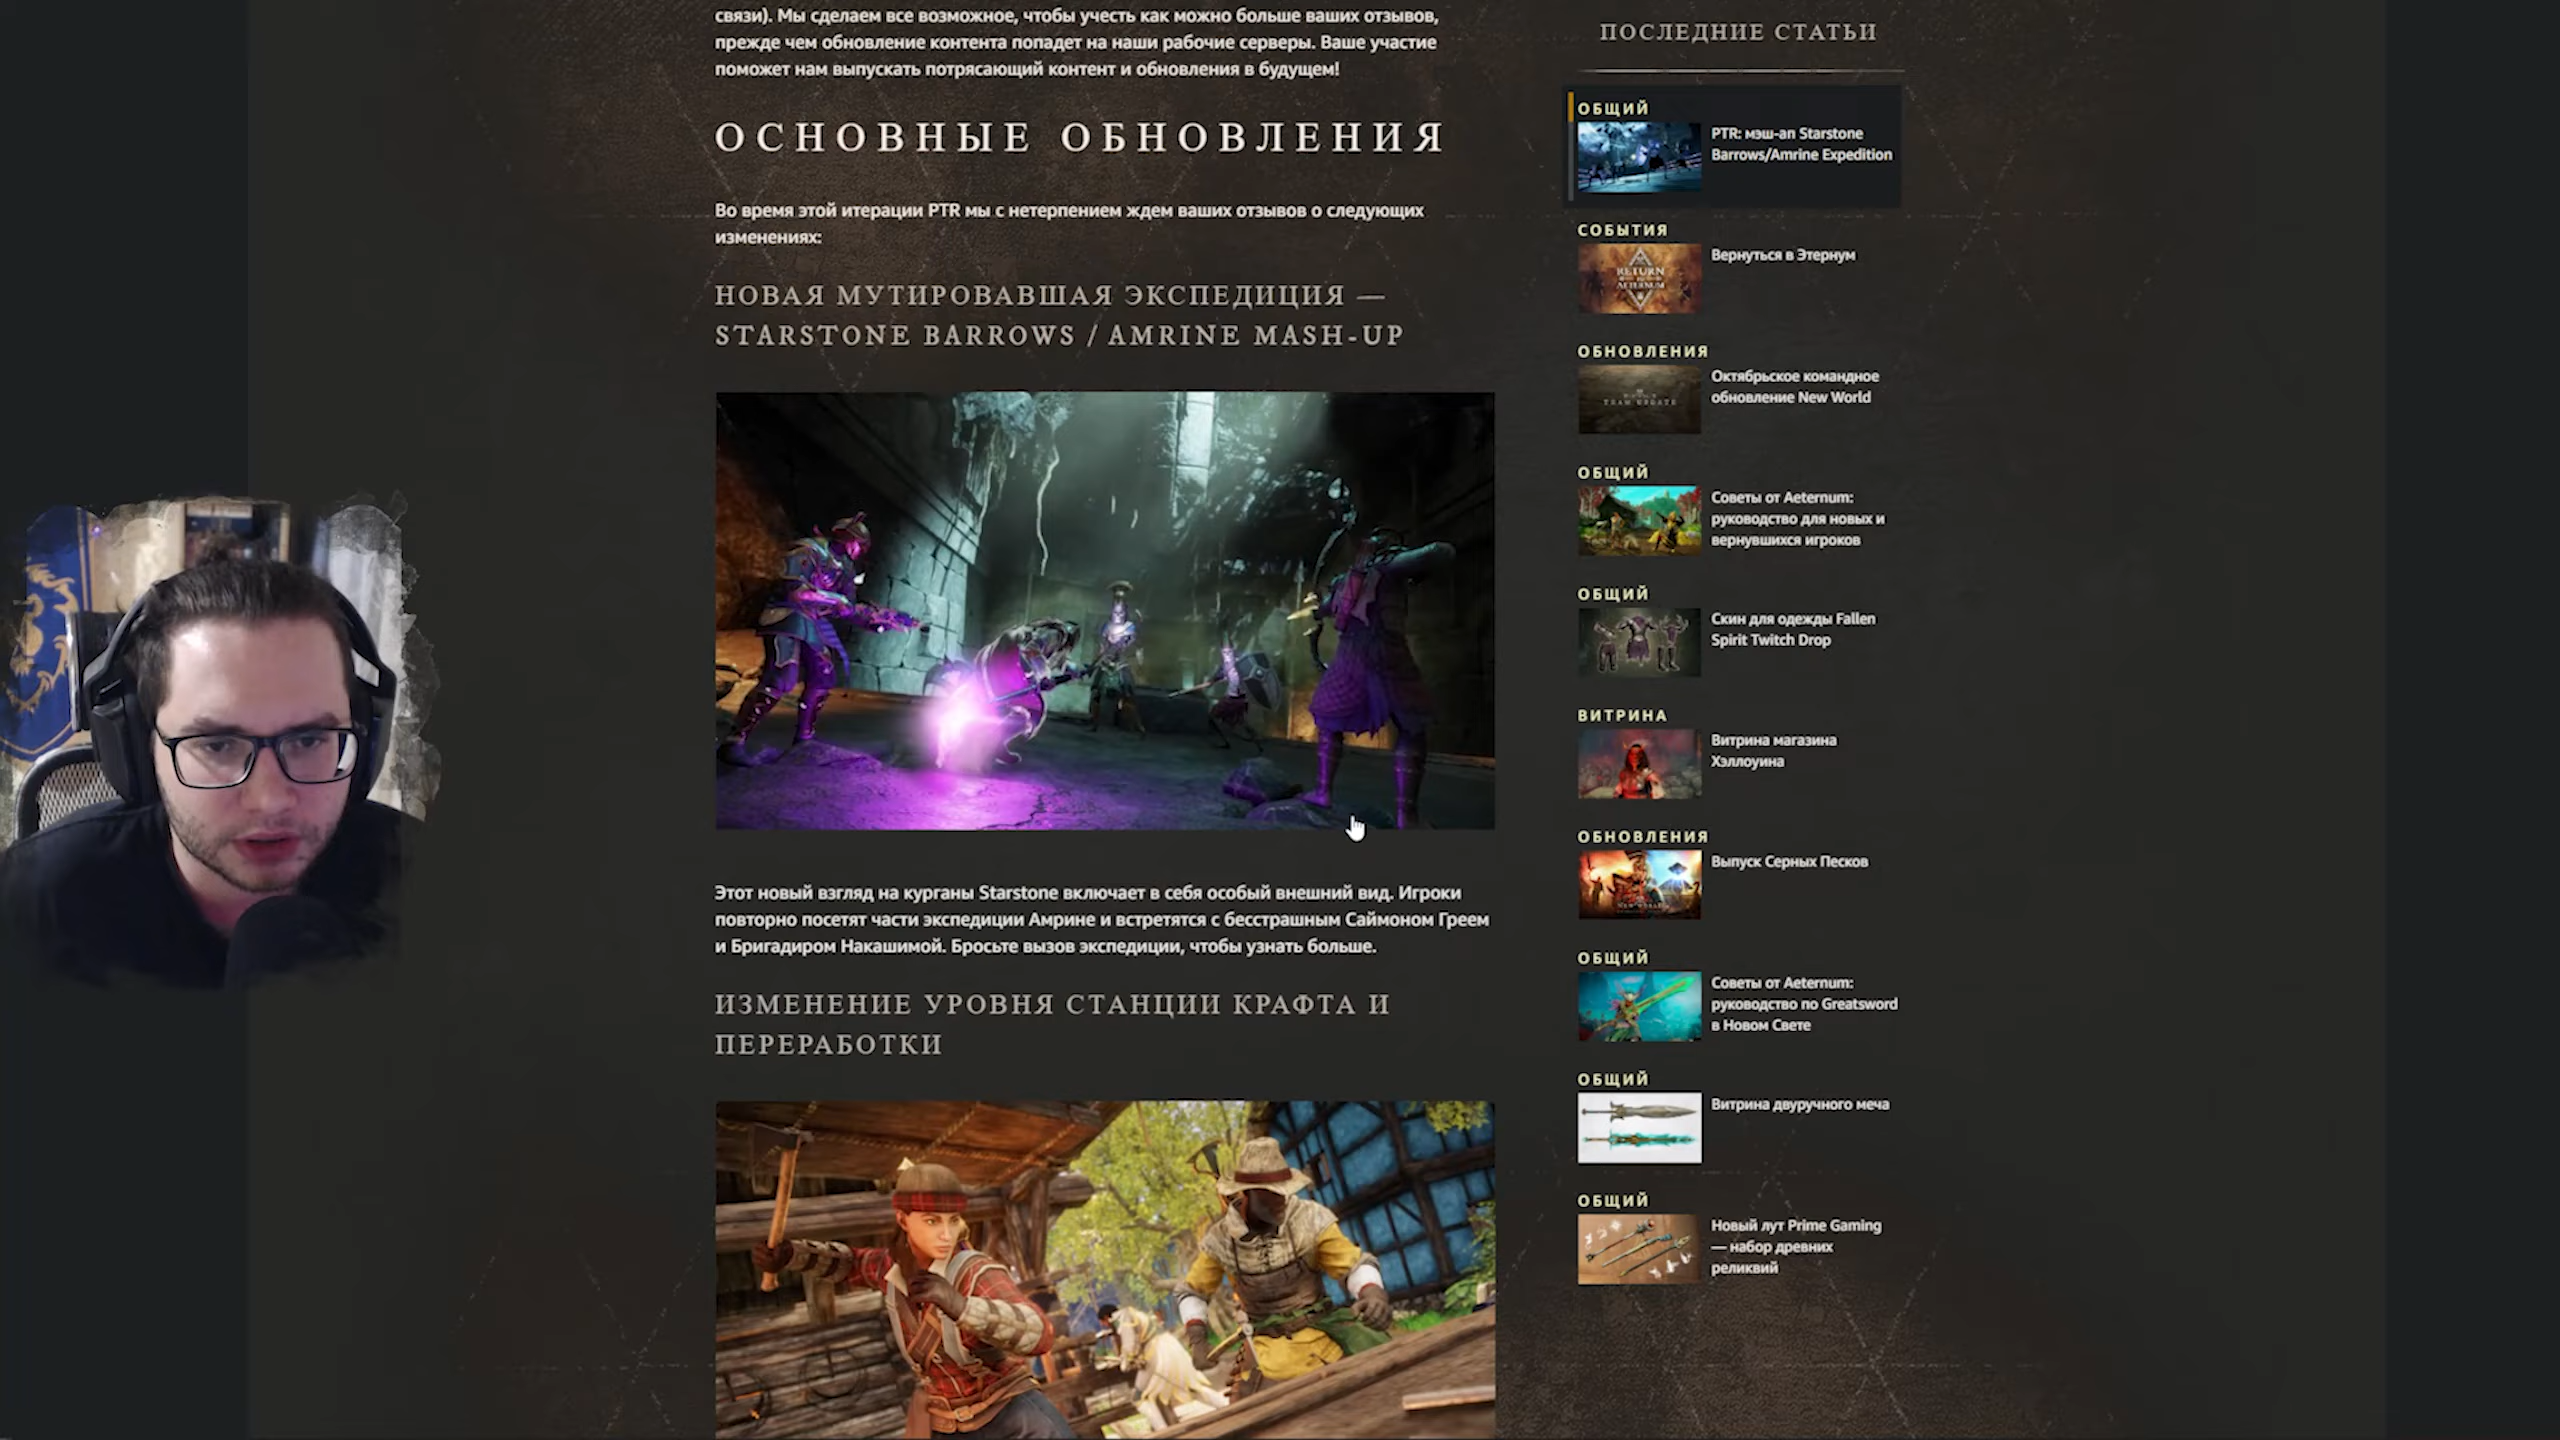 связи). Мы сделаем все возможное, чтобы учесть как можно больше ваших отзывов,
прежде чем обновление контента попадет на наши рабочие серверы. Ваше участие
поможет нам выпускать потрясающий контент и обновления в будущем!
ОСНОВНЫЕ ОБНОВЛЕНИЯ
Во время этой итерации PTR мы с нетерпением ждем ваших отзывов о следующих
изменениях:
НОВАЯ МУТИРОВАВШАЯ ЭКСПЕДИЦИЯ —
STARSTONE BARROWS / AMRINE MASH-UP
Этот новый взгляд на курганы Starstone включает в себя особый внешний вид. Игроки
повторно посетят части экспедиции Амрине и встретятся с бесстрашным Саймоном Греем
и Бригадиром Накашимой. Бросьте вызов экспедиции, чтобы узнать больше.
ИЗМЕНЕНИЕ УРОВНЯ СТАНЦИИ КРАФТА И
ПЕРЕРАБОТКИ
ПОСЛЕДНИЕ СТАТЬИ
ОБЩИЙ
PTR: мэш-ап Starstone
Barrows/Amrine Expedition
СОБЫТИЯ
RETURN
AETERNUM
Вернуться в Этернум
ОБНОВЛЕНИЯ
TEAM UPDATE
Октябрьское командное
обновление New World
ОБЩИЙ
Советы от Aeternum:
руководство для новых и
вернувшихся игроков
ОБЩИЙ
Скин для одежды Fallen
Spirit Twitch Drop
ВИТРИНА
Витрина магазина
Хэллоуина
ОБНОВЛЕНИЯ
Выпуск Серных Песков
ОБЩИЙ
Советы от Aeternum:
руководство по Greatsword
в Новом Свете
ОБЩИЙ
Витрина двуручного меча
ОБЩИЙ
Новый лут Prime Gaming
— набор древних
реликвий